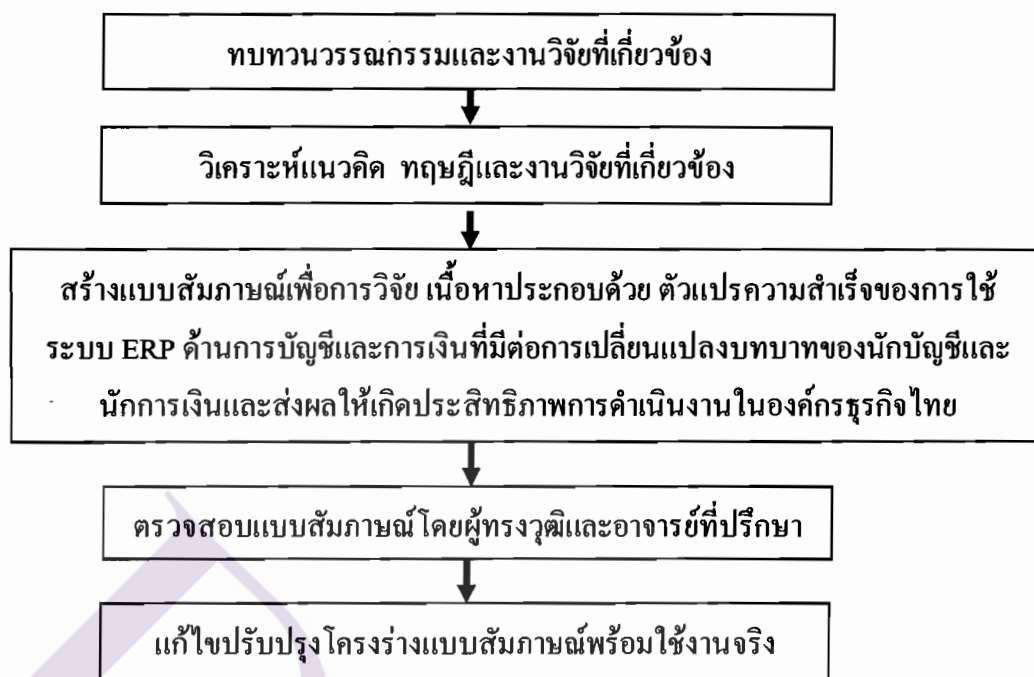 ทบทวนวรรณกรรมและงานวิจัยที่เกี่ยวข้อง
วิเคราะห์แนวคิด ทฤษฎีและงานวิจัยที่เกี่ยวข้อง
สร้างแบบสัมภาษณ์เพื่อการวิจัย เนื้อหาประกอบด้วย ตัวแปรความสำเร็จของการใช้
ระบบ ERP ด้านการบัญชีและการเงินที่มีต่อการเปลี่ยนแปลงบทบาทของนักบัญชีและ
นักการเงินและส่งผลให้เกิดประสิทธิภาพการดำเนินงานในองค์กรธุรกิจไทย
ตรวจสอบแบบสัมภาษณ์โดยผู้ทรงวุฒิและอาจารย์ที่ปรึกษา
แก้ไขปรับปรุงโครงร่างแบบสัมภาษณ์พร้อมใช้งานจริง